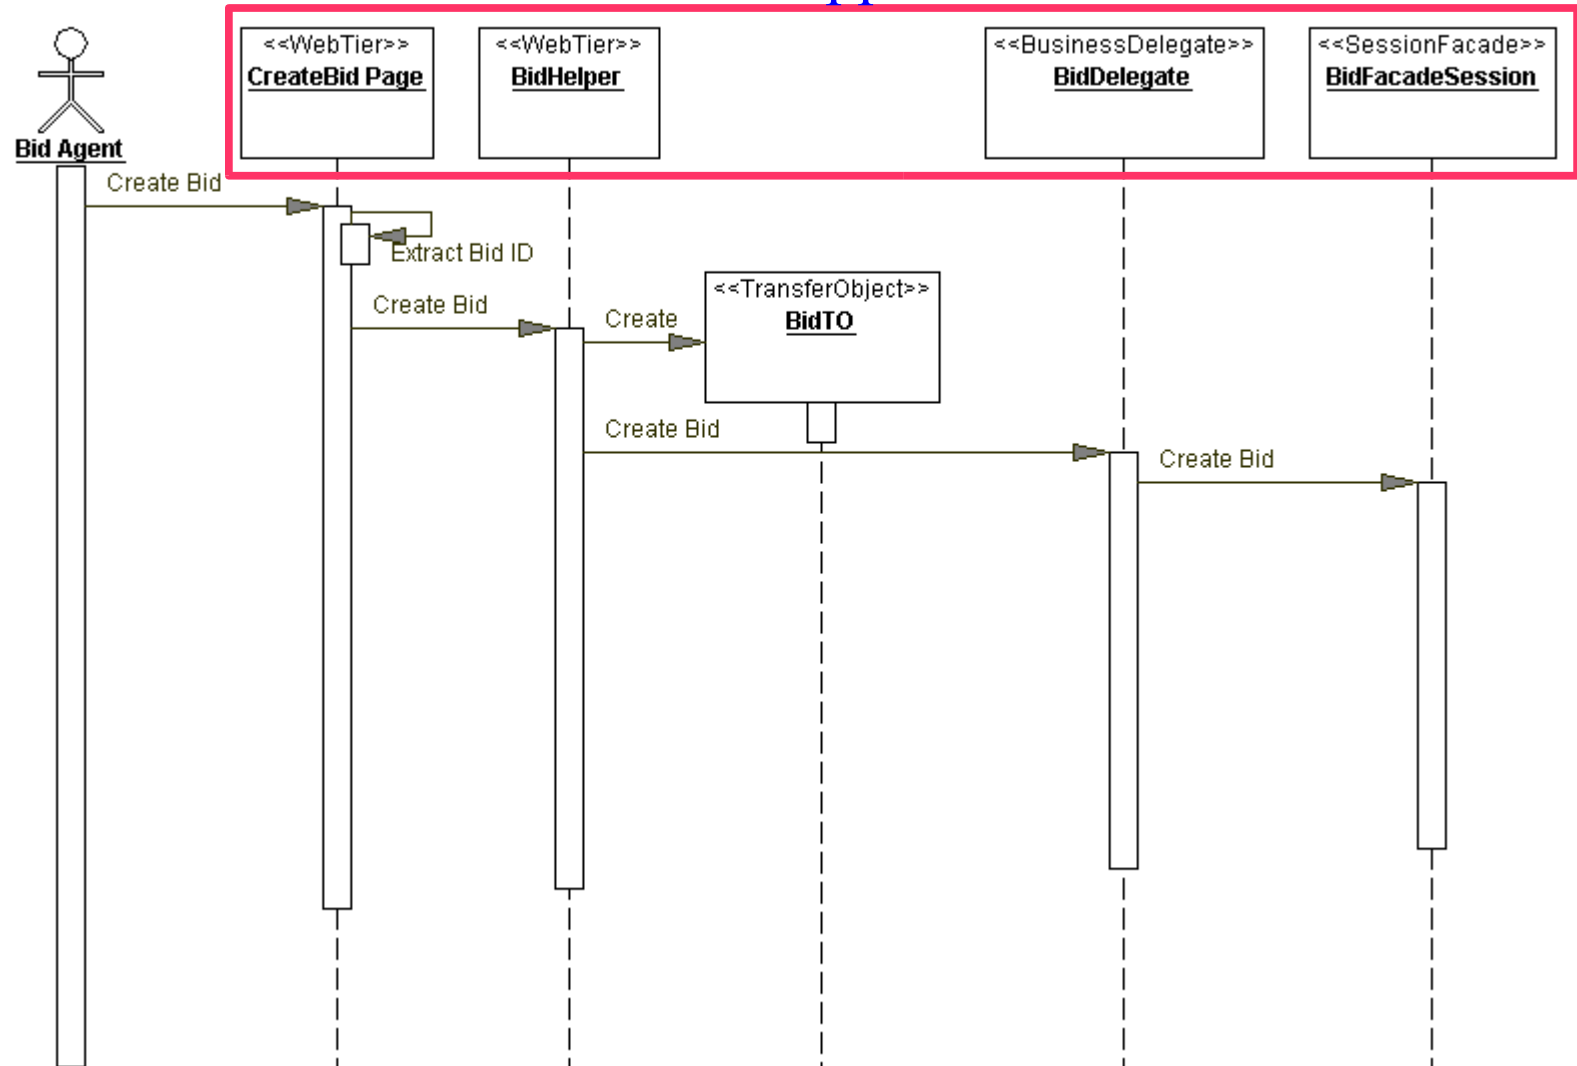 <<WebTier>>
CreateBid Page
<<WebTier>>
BidHelper
<<BusinessDelegate>>
BidDelegate
<<SessionFacade>>
BidFacadeSession
Bid Agent
Create Bid
Extract Bid ID
<<TransferObject>>
BidTO
Create Bid
Create
Create Bid
Create Bid